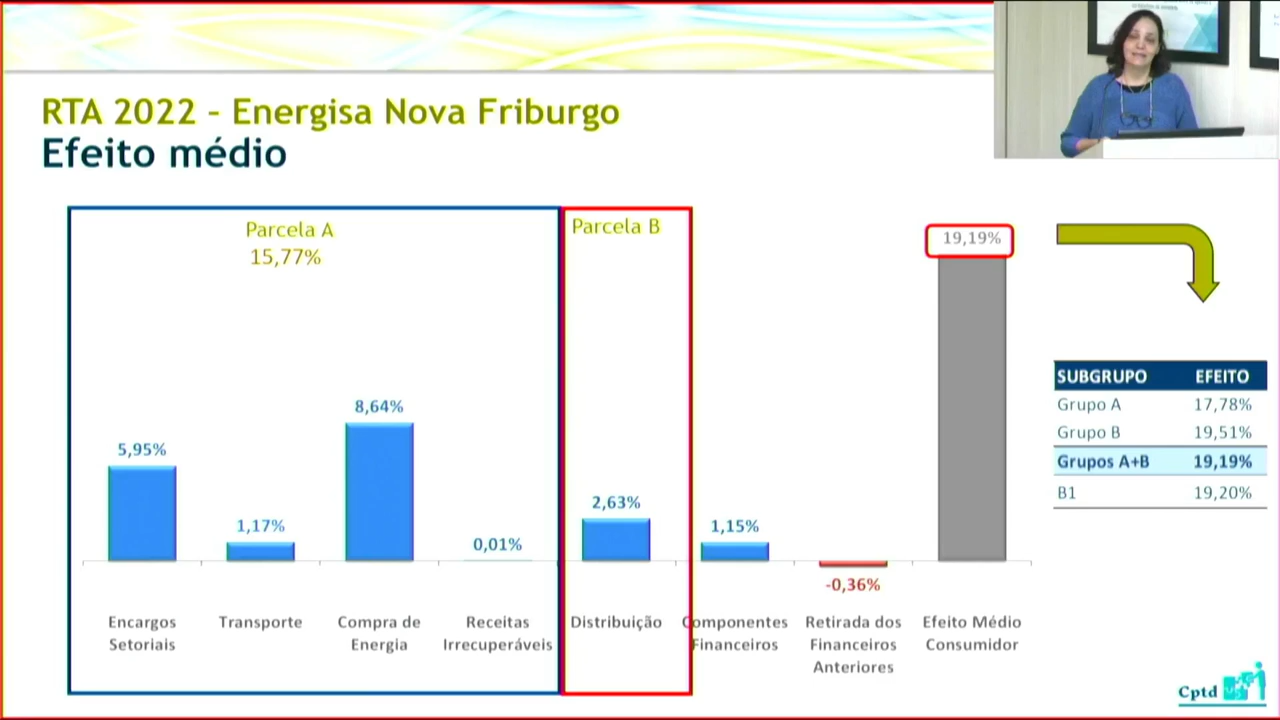 RTA 2022 – Energisa Nova Friburgo
Efeito médio
Parcela A
15,77%
Parcela B
19,19%
8,64%
5,95%
2,63%
1,17%
1,15%
0,01%
-0,36%
Encargos
Setoriais
Transporte
Compra de
Energia
Receitas
Irrecuperáveis
Distribuição
Componentes
Financeiros
Retirada dos
Financeiros
Anteriores
Efeito Médio
Consumidor
SUBGRUPO EFEITO
Grupo A 17,78%
Grupo B 19,51%
Grupos A+B 19,19%
B1 19,20%
Cptd